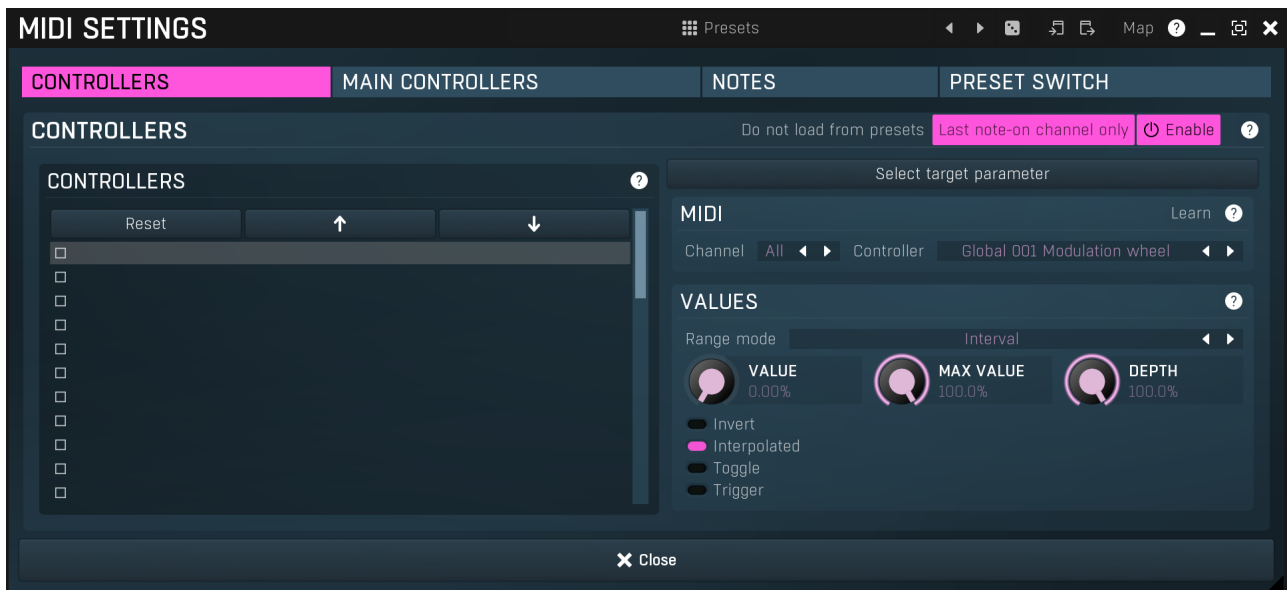 MIDI SETTINGS Presets Map ?
CONTROLLERS MAIN CONTROLLERS NOTES PRESET SWITCH
CONTROLLERS Do not load from presets Last note-on channel only Enable ?
CONTROLLERS ?
Reset
Select target parameter
MIDI Learn ?
Channel All Controller Global 001 Modulation wheel
VALUES ?
Range mode Interval
VALUE
0.00%
MAX VALUE
100.0%
DEPTH
100.0%
Invert
Interpolated
Toggle
Trigger
Close